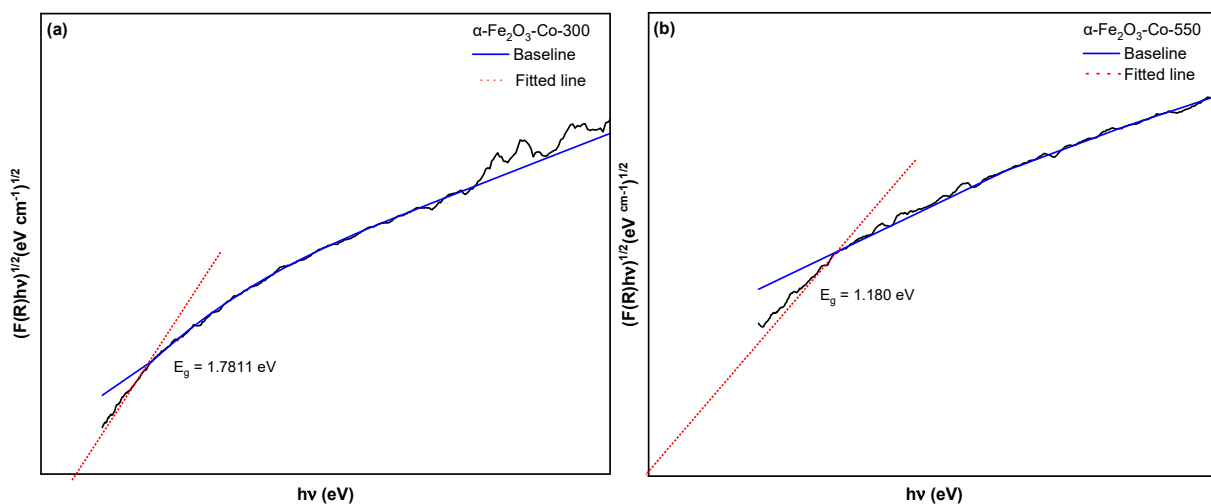 (a)
α-Fe₂O₃-Co-300
Baseline
Fitted line
E_g = 1.7811 eV
(F(R)hν)^1/2(eV cm⁻¹)^1/2
hν (eV)
(b)
α-Fe₂O₃-Co-550
Baseline
Fitted line
E_g = 1.180 eV
(F(R)hν)^1/2(eV ^cm-1)^1/2
hν (eV)